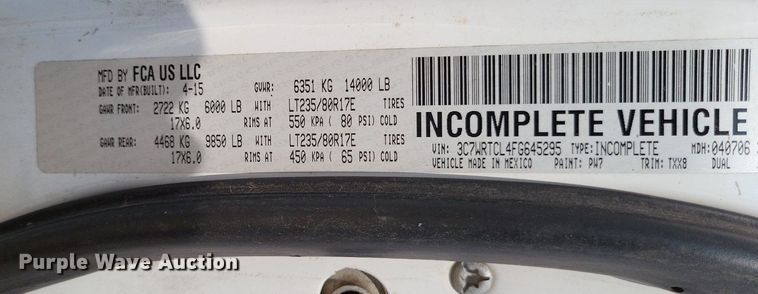 MFD BY FCA US LLC
DATE OF MFR(BUILT): 4-15 GVWR: 6351 KG 14000 LB
GAWR FRONT: 2722 KG 6000 LB WITH LT235/80R17E TIRES
17X6.0 RIMS AT 550 KPA ( 80 PSI) COLD
GAWR REAR: 4468 KG 9850 LB WITH LT235/80R17E TIRES
17X6.0 RIMS AT 450 KPA ( 65 PSI) COLD
INCOMPLETE VEHICLE
VIN: 3C7WRTCL4FG645295 TYPE:INCOMPLETE MDH:040706
VEHICLE MADE IN MEXICO PAINT: PW7 TRIM: TXX8 DUAL
Purple Wave Auction